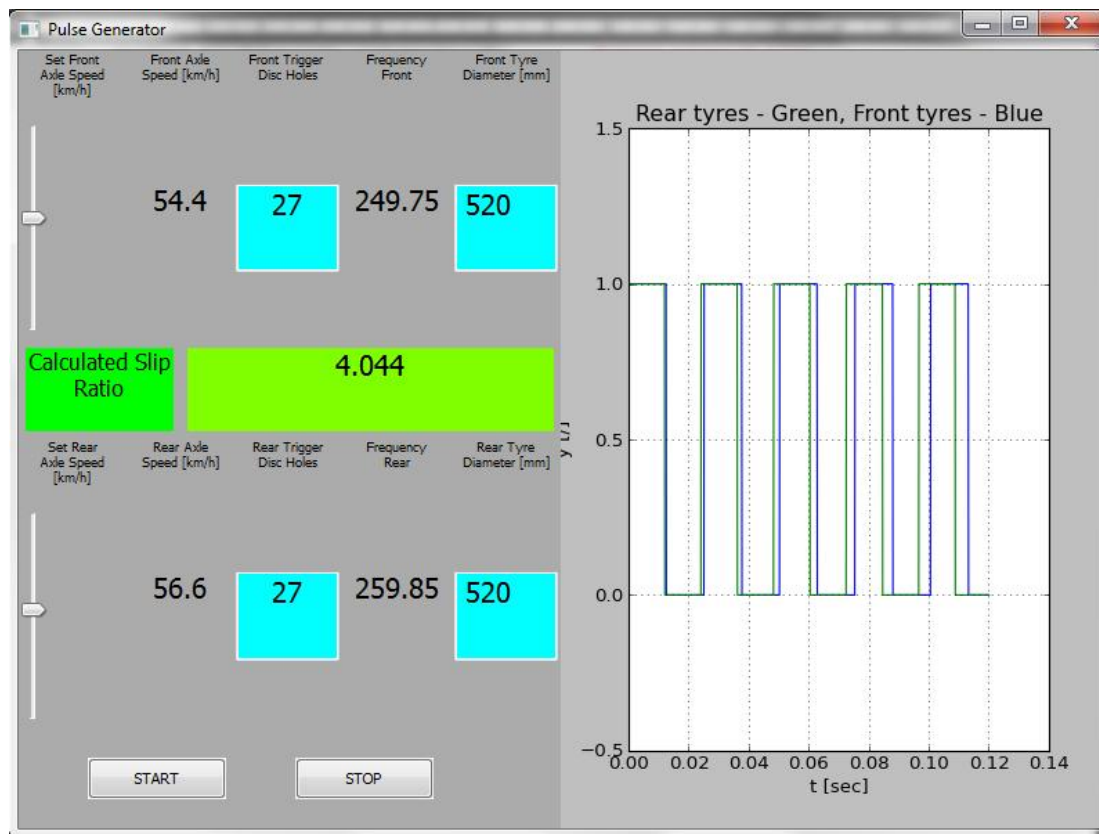 Pulse Generator
Set Front
Axle Speed
[km/h]
Front Axle
Speed [km/h]
Front Trigger
Disc Holes
Frequency
Front
Front Tyre
Diameter [mm]
54.4
27
249.75
520
Calculated Slip
Ratio
4.044
Set Rear
Axle Speed
[km/h]
Rear Axle
Speed [km/h]
Rear Trigger
Disc Holes
Frequency
Rear
Rear Tyre
Diameter [mm]
56.6
27
259.85
520
START
STOP
Rear tyres - Green, Front tyres - Blue
1.5
1.0
0.5
0.0
−0.5
0.00 0.02 0.04 0.06 0.08 0.10 0.12 0.14
t [sec]